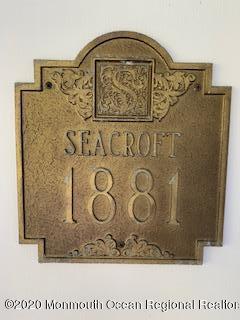 S
SEACROFT
1881
©2020 Monmouth Ocean Regional Realtors